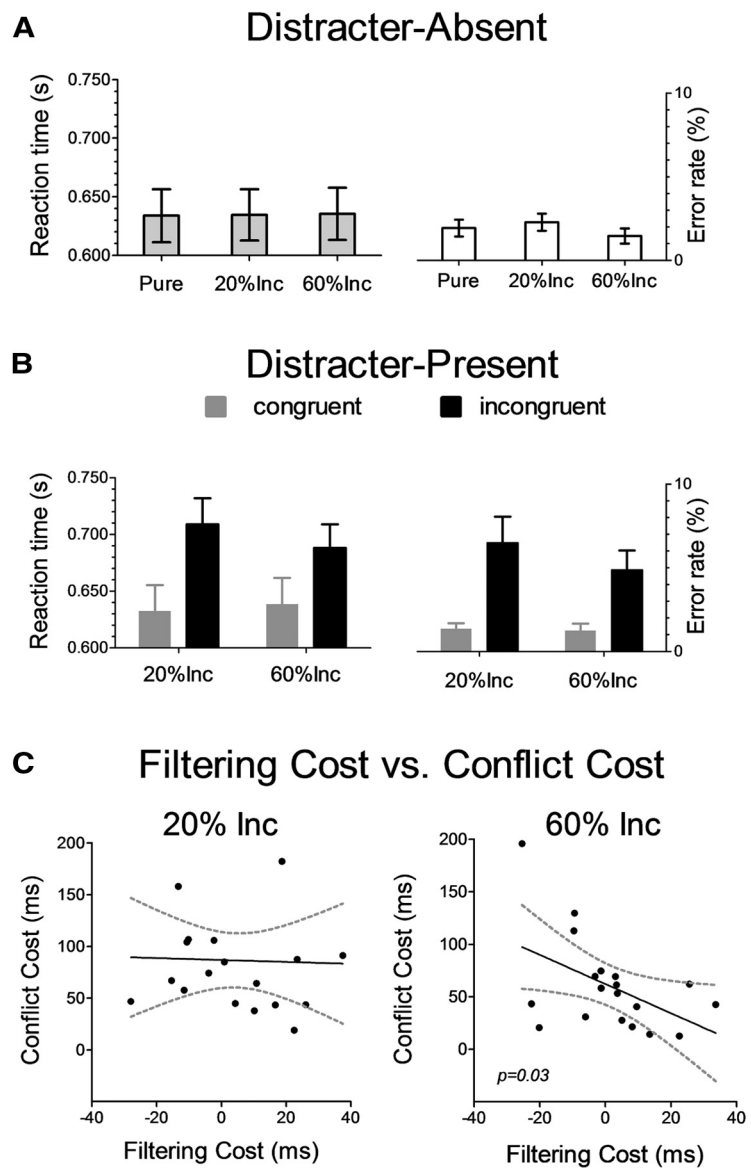 A
Distracter-Absent
Reaction time (s)
0.750
0.700
0.650
0.600
Pure 20%Inc 60%Inc
Error rate (%)
10
0
Pure 20%Inc 60%Inc
B
Distracter-Present
congruent incongruent
Reaction time (s)
0.750
0.700
0.650
0.600
20%Inc 60%Inc
Error rate (%)
10
0
20%Inc 60%Inc
C
Filtering Cost vs. Conflict Cost
20% Inc
Conflict Cost (ms)
200
150
100
50
0
-40 -20 0 20 40
Filtering Cost (ms)
60% Inc
Conflict Cost (ms)
200
150
100
50
0
p=0.03
-40 -20 0 20 40
Filtering Cost (ms)